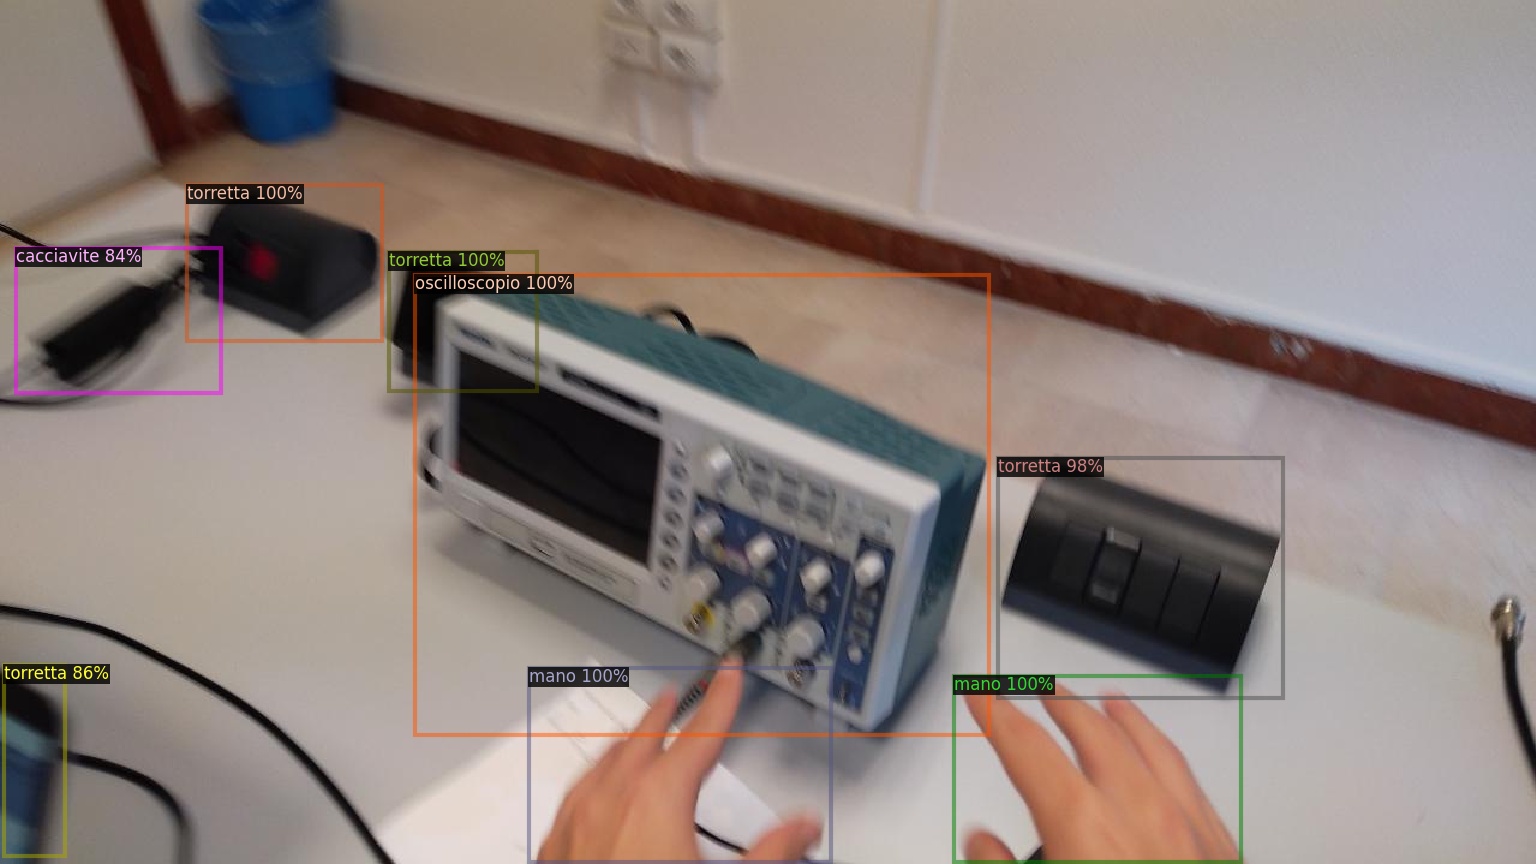 torretta 100%
cacciavite 84%
torretta 100%
oscilloscopio 100%
torretta 98%
torretta 86%
mano 100%
mano 100%